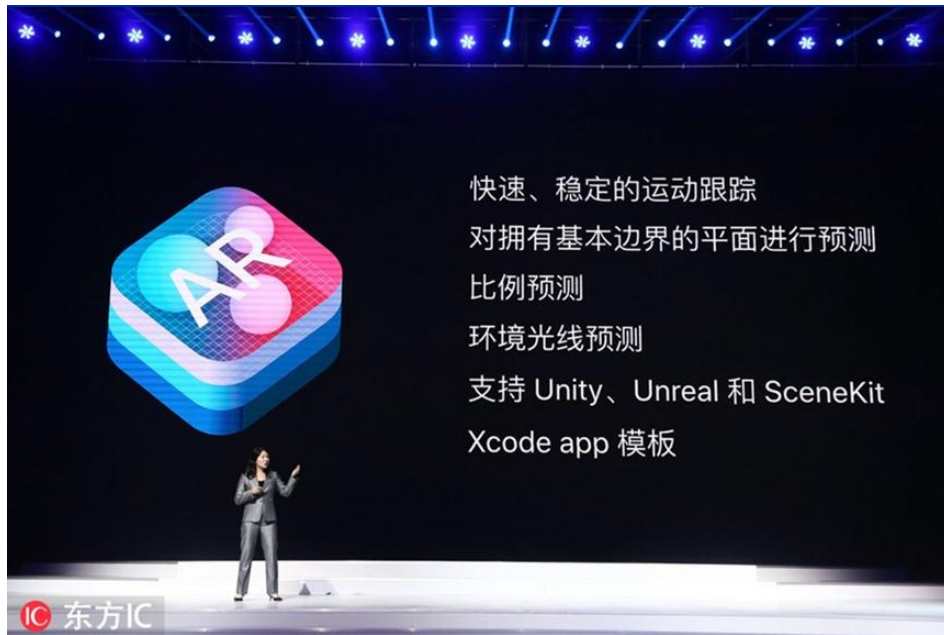 AR
快速、稳定的运动跟踪
对拥有基本边界的平面进行预测
比例预测
环境光线预测
支持 Unity、Unreal 和 SceneKit
Xcode app 模板
IC 东方IC